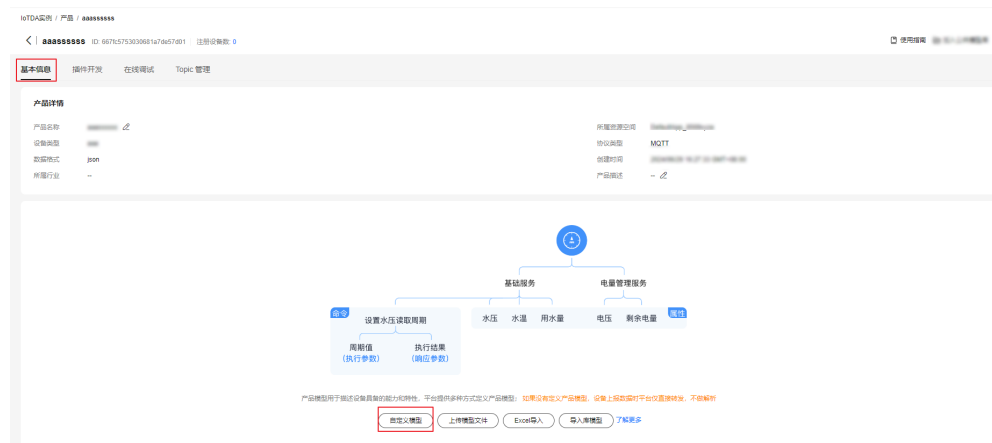 IoTDA实例 / 产品 / aaassssss
aaassssss ID: 667fc5753030681a7de57d01 注册设备数: 0 使用指南
基本信息 插件开发 在线调试 Topic 管理
产品详情
产品名称 所属资源空间
设备类型 协议类型 MQTT
数据格式 json 创建时间
所属行业 -- 产品描述 --
基础服务 电量管理服务
命令 设置水压读取周期 水压 水温 用水量 电压 剩余电量 属性
周期值 执行结果
(执行参数) (响应参数)
产品模型用于描述设备具备的能力和特性，平台提供多种方式定义产品模型；如果没有定义产品模型，设备上报数据时平台仅直接转发，不做解析
自定义模型 上传模型文件 Excel导入 导入库模型 了解更多